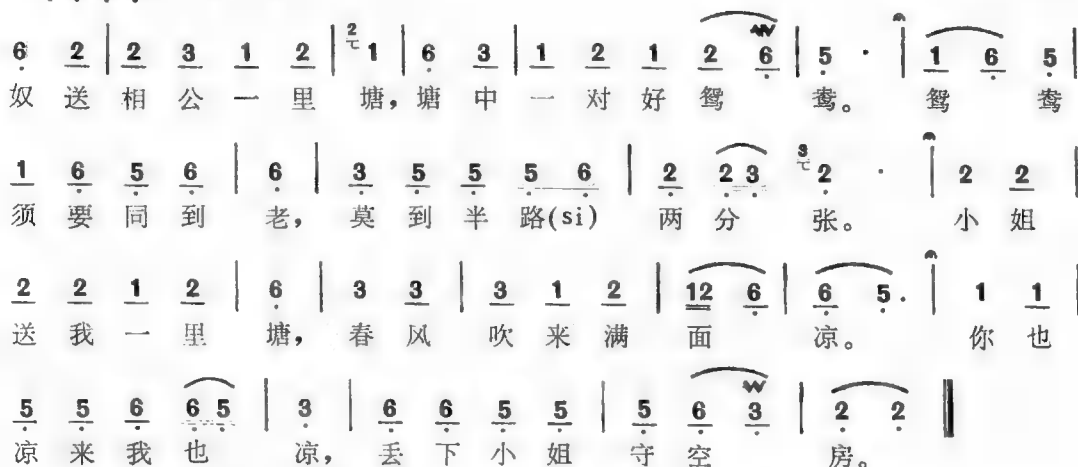 6 2 | 2 3 1 2 | 2 1 | 6 3 | 1 2 1 2 6 | 5 · | 1 6 5 |
奴送相公一里塘，塘中一对好鸳鸯。鸳鸯
1 6 5 6 | 6 | 3 5 5 5 6 | 2 2 3 3 2 · | 2 2 |
须要同到老，莫到半路(si)两分张。小姐
2 2 1 2 | 6 | 3 3 | 3 1 2 | 12 6 | 6 5 · | 1 1 |
送我一里塘，春风吹来满面凉。你也
5 5 6 6 5 | 3 | 6 6 5 5 | 5 6 3 | 2 2 ‖
凉来我也凉，丢下小姐守空房。